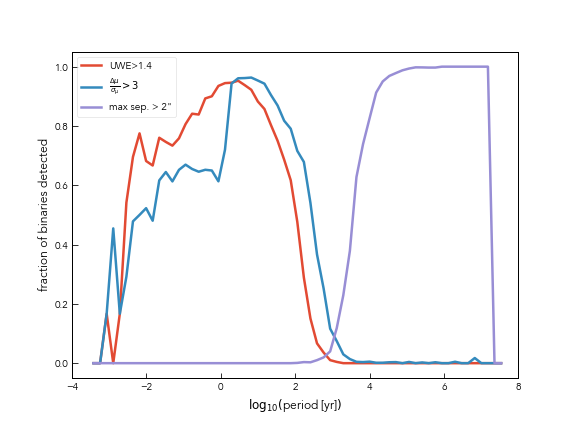 UWE>1.4
Δμ/σμ > 3
max sep. > 2"
1.0
0.8
0.6
0.4
0.2
0.0
fraction of binaries detected
−4 −2 0 2 4 6 8
log10(period [yr])